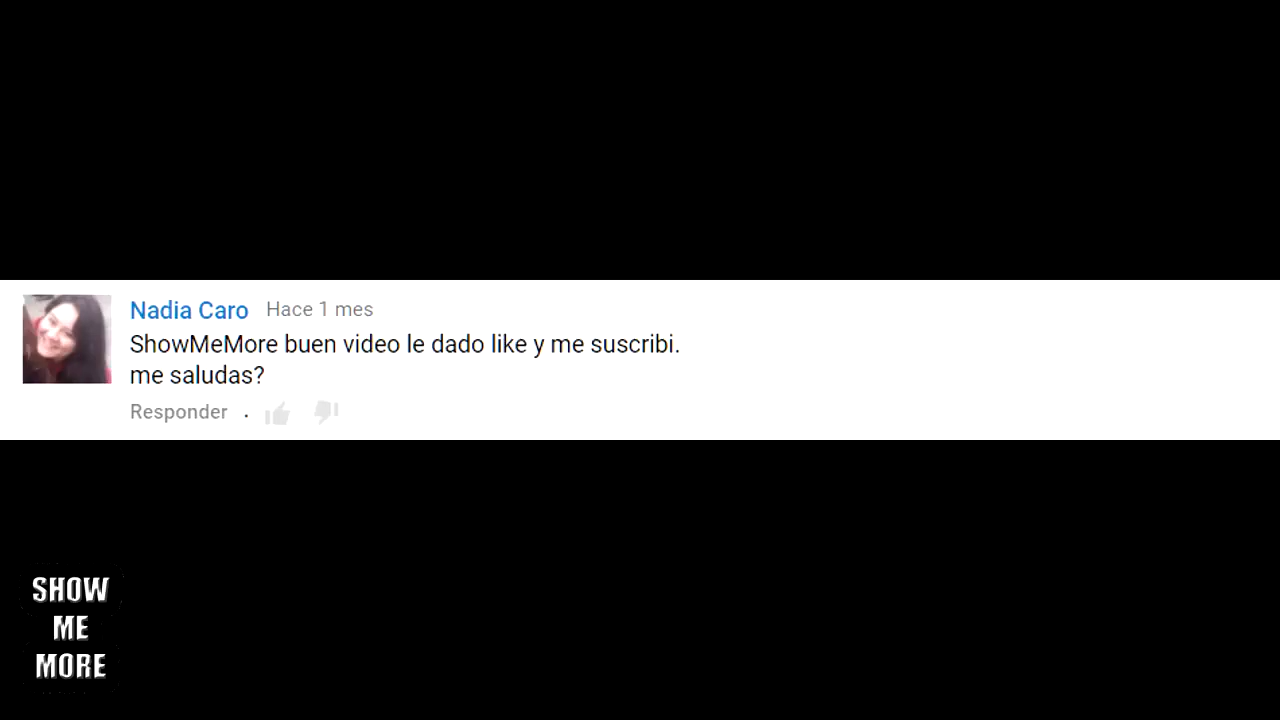 Nadia Caro Hace 1 mes
ShowMeMore buen video le dado like y me suscribi.
me saludas?
Responder .
SHOW
ME
MORE